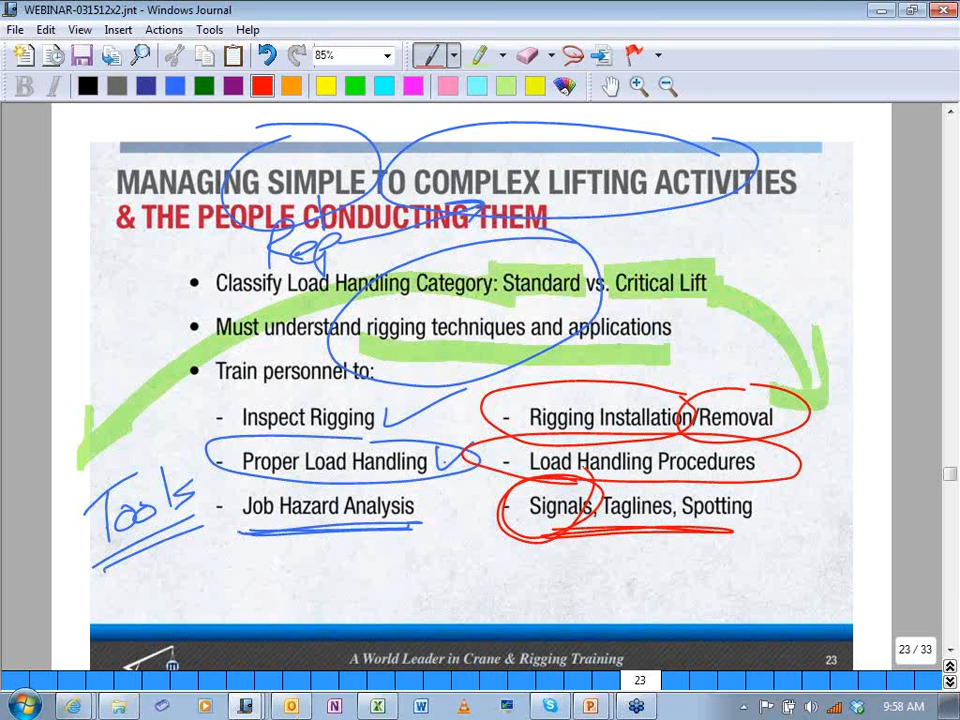 WEBINAR-031512x2.jnt - Windows Journal
File Edit View Insert Actions Tools Help
85%
B I
MANAGING SIMPLE TO COMPLEX LIFTING ACTIVITIES
& THE PEOPLE CONDUCTING THEM
Rep
• Classify Load Handling Category: Standard vs. Critical Lift
• Must understand rigging techniques and applications
• Train personnel to:
- Inspect Rigging
- Proper Load Handling
- Job Hazard Analysis
- Rigging Installation/Removal
- Load Handling Procedures
- Signals, Taglines, Spotting
Tools
A World Leader in Crane & Rigging Training
23
23 / 33
23
9:58 AM